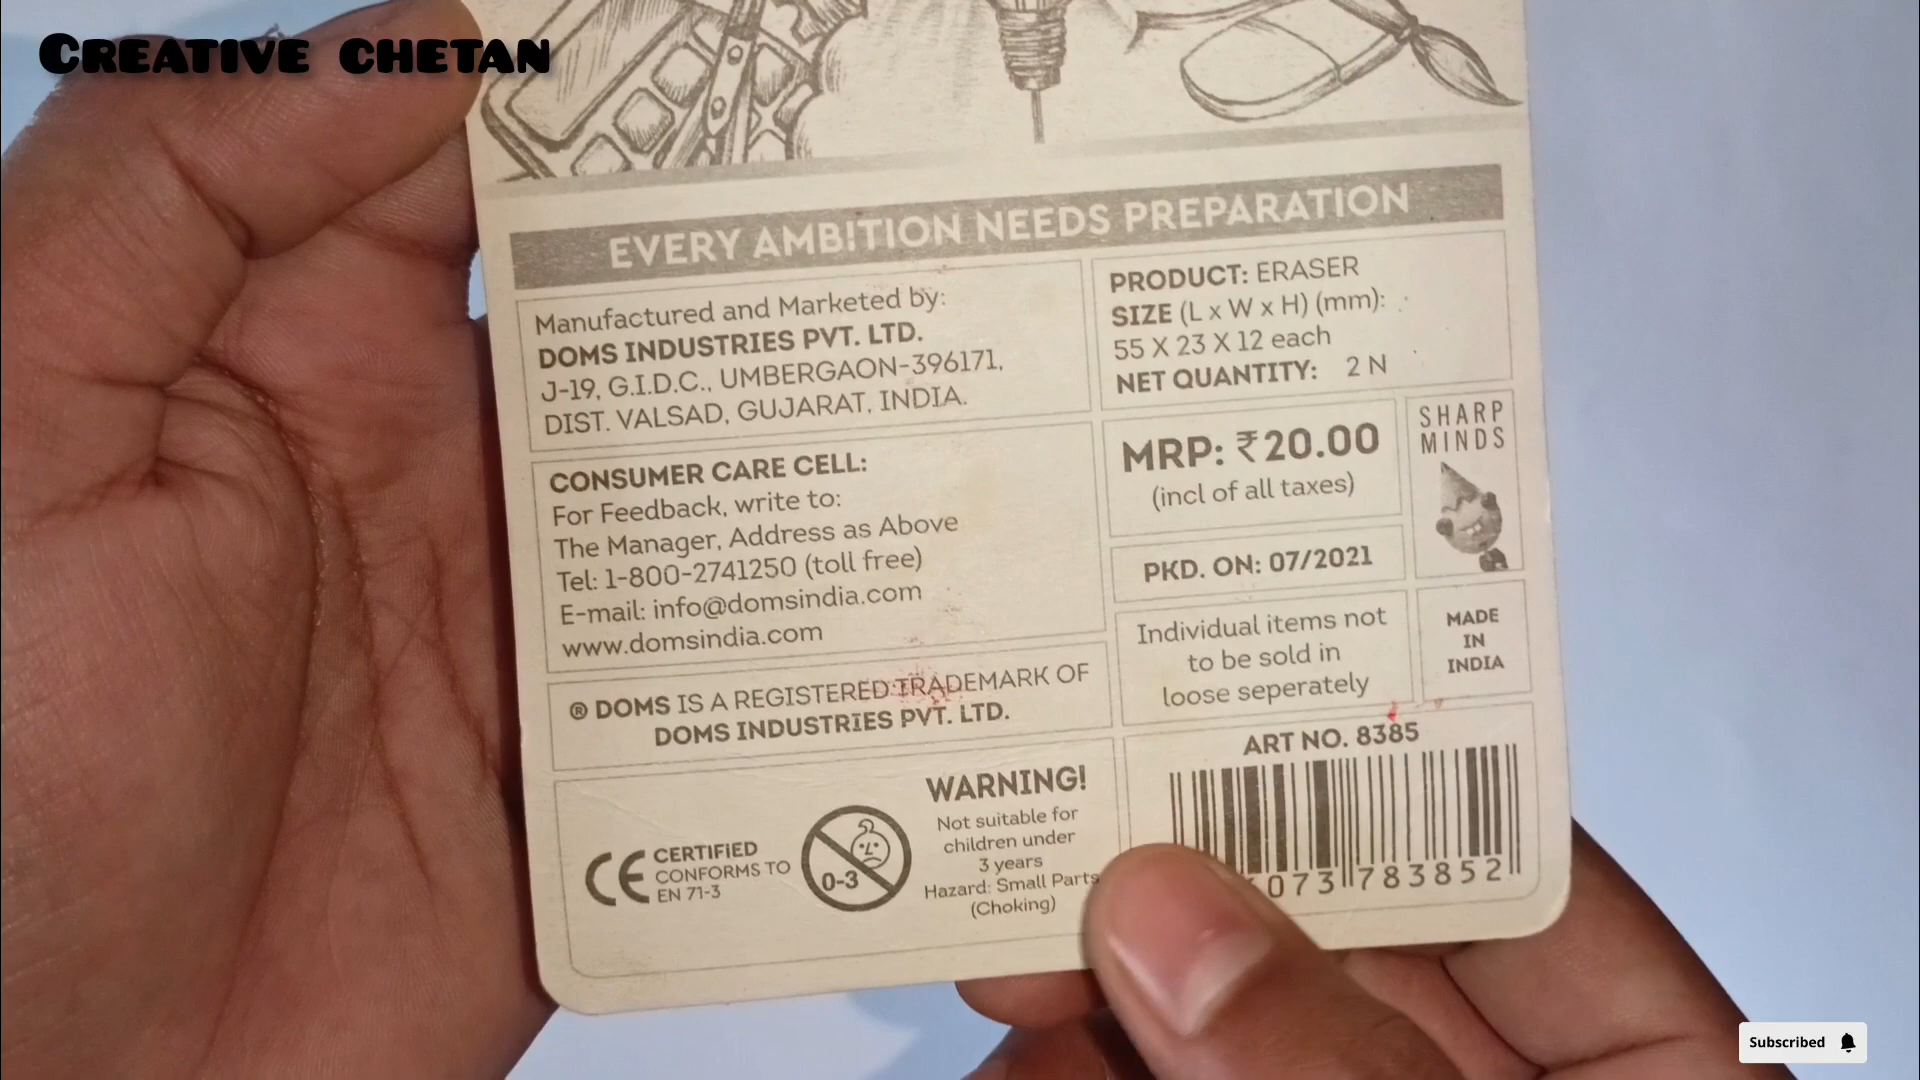 CREATIVE CHETAN
EVERY AMBITION NEEDS PREPARATION
Manufactured and Marketed by:
DOMS INDUSTRIES PVT. LTD.
J-19, G.I.D.C., UMBERGAON-396171,
DIST. VALSAD, GUJARAT, INDIA.
CONSUMER CARE CELL:
For Feedback, write to:
The Manager, Address as Above
Tel: 1-800-2741250 (toll free)
E-mail: info@domsindia.com
www.domsindia.com
® DOMS IS A REGISTERED TRADEMARK OF
DOMS INDUSTRIES PVT. LTD.
CE CERTIFIED
CONFORMS TO
EN 71-3
0-3
WARNING!
Not suitable for
children under
3 years
Hazard: Small Parts
(Choking)
PRODUCT: ERASER
SIZE (L x W x H) (mm):
55 X 23 X 12 each
NET QUANTITY: 2 N
MRP: ₹20.00
(incl of all taxes)
SHARP
MINDS
PKD. ON: 07/2021
Individual items not
to be sold in
loose seperately
MADE
IN
INDIA
ART NO. 8385
073 783852
Subscribed